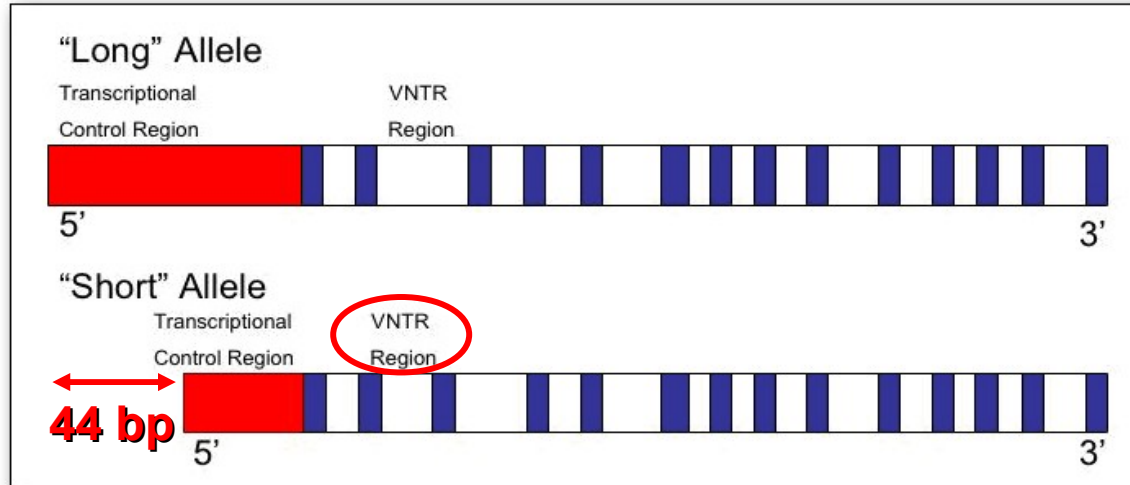 “Long” Allele
Transcriptional VNTR
Control Region Region
5’ 3’
“Short” Allele
Transcriptional VNTR
Control Region Region
44 bp
5’ 3’